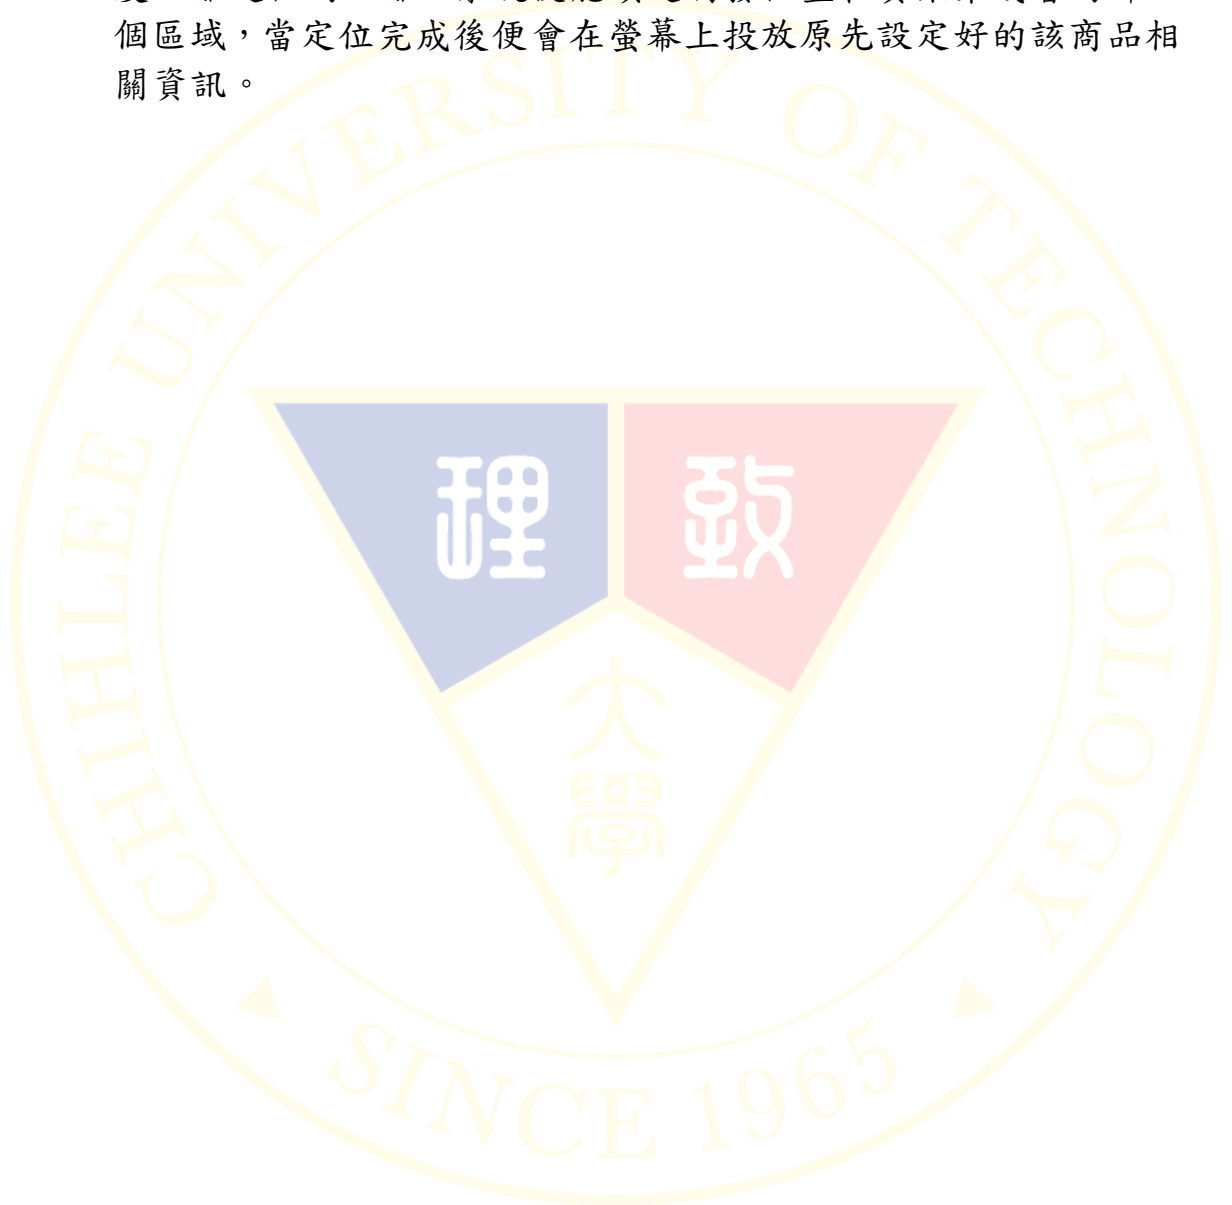 個區域，當定位完成後便會在螢幕上投放原先設定好的該商品相
關資訊。
CHIHLEE UNIVERSITY OF TECHNOLOGY
理 致
大
學
SINCE 1965